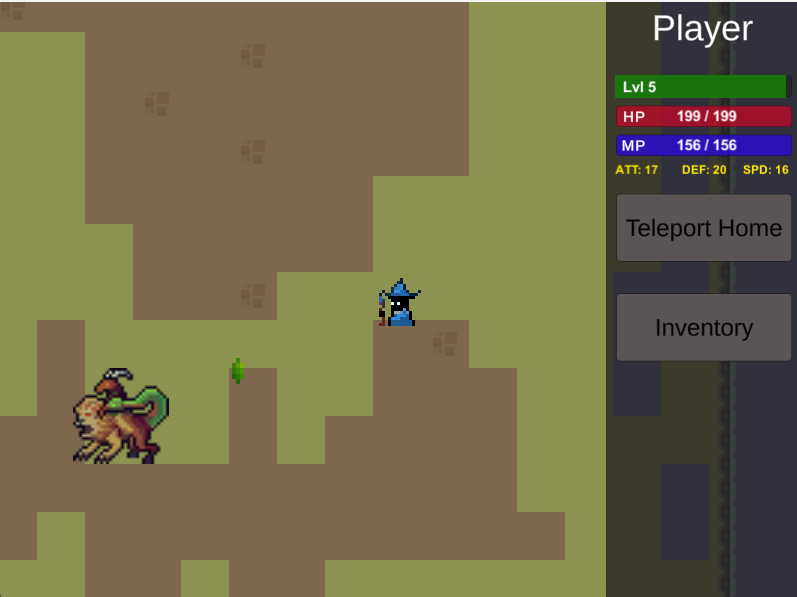 Player
Lvl 5
HP 199 / 199
MP 156 / 156
ATT: 17 DEF: 20 SPD: 16
Teleport Home
Inventory